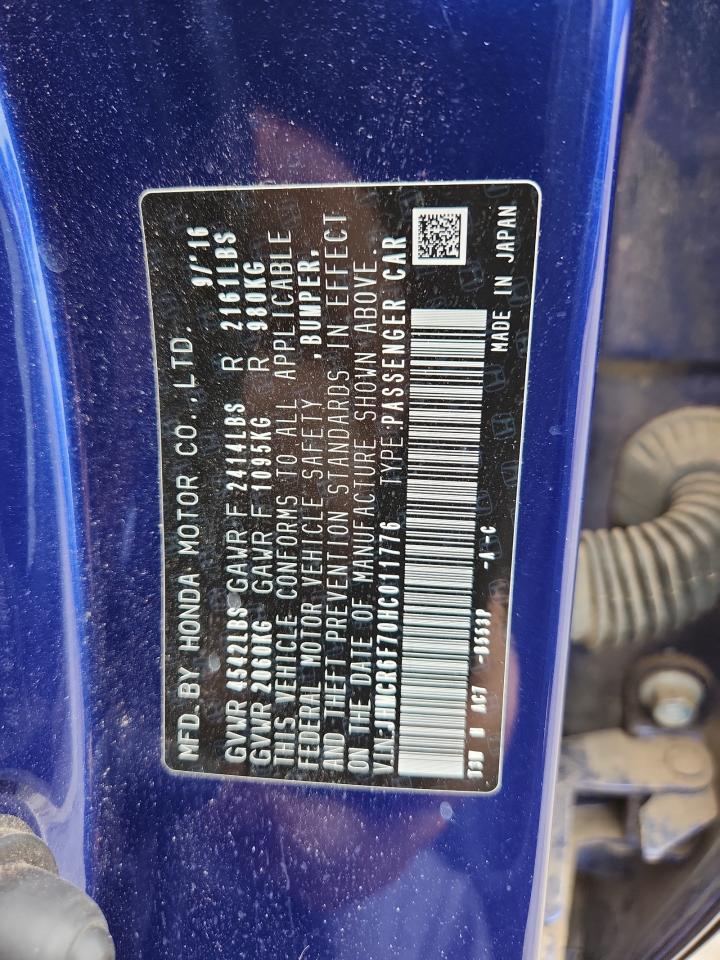 MFD. BY HONDA MOTOR CO.,LTD. 9/'16
GVWR 4542LBS GAWR F 2414LBS R 2161LBS
GVWR 2060KG GAWR F 1095KG R 980KG
THIS VEHICLE CONFORMS TO ALL APPLICABLE
FEDERAL MOTOR VEHICLE SAFETY ,BUMPER,
AND THEFT PREVENTION STANDARDS IN EFFECT
ON THE DATE OF MANUFACTURE SHOWN ABOVE.
V.I.N:JHMCR6F70HC011776 TYPE:PASSENGER CAR
-A -C MADE IN JAPAN